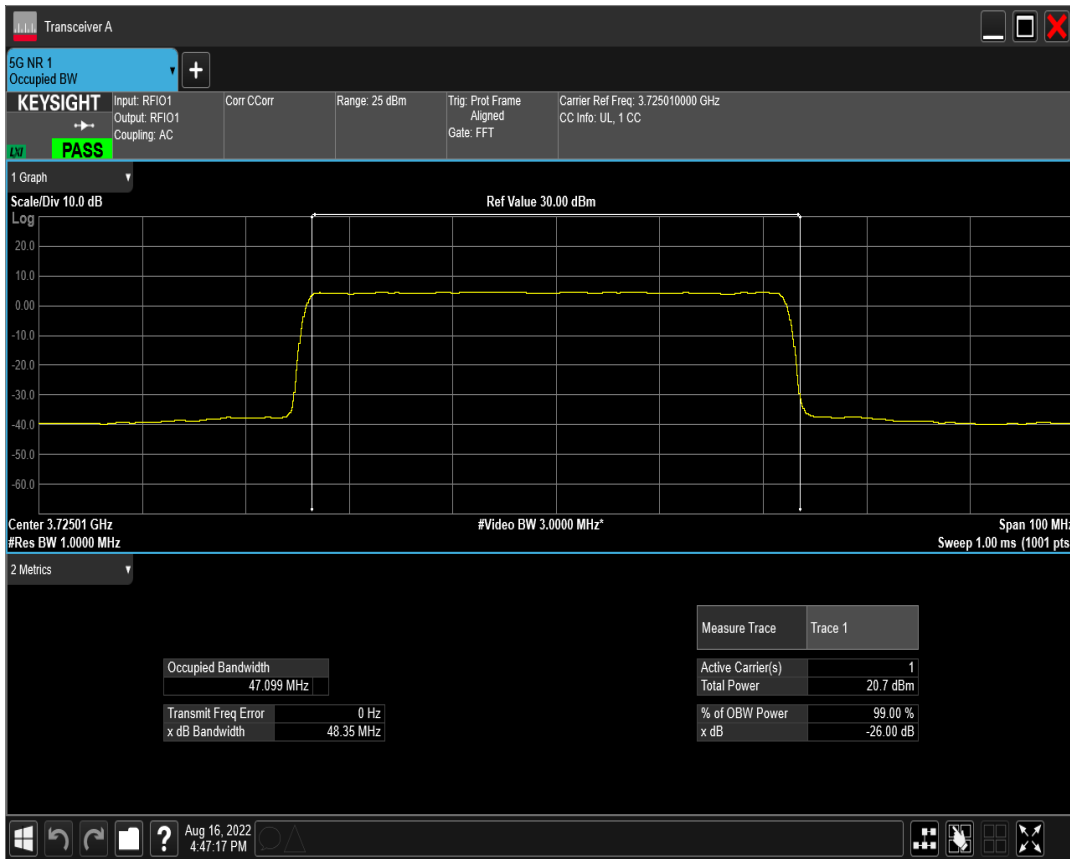 Transceiver A
5G NR 1
Occupied BW
KEYSIGHT
Input: RFIO1
Output: RFIO1
Coupling: AC
Corr CCorr
Range: 25 dBm
Trig: Prot Frame
Aligned
Gate: FFT
Carrier Ref Freq: 3.725010000 GHz
CC Info: UL, 1 CC
LXI
PASS
1 Graph
Scale/Div 10.0 dB
Ref Value 30.00 dBm
Log
20.0
10.0
0.00
-10.0
-20.0
-30.0
-40.0
-50.0
-60.0
Center 3.72501 GHz
#Video BW 3.0000 MHz*
Span 100 MHz
#Res BW 1.0000 MHz
Sweep 1.00 ms (1001 pts
2 Metrics
Measure Trace Trace 1
Occupied Bandwidth
47.099 MHz
Active Carrier(s) 1
Total Power 20.7 dBm
Transmit Freq Error 0 Hz
x dB Bandwidth 48.35 MHz
% of OBW Power 99.00 %
x dB -26.00 dB
?
Aug 16, 2022
4:47:17 PM